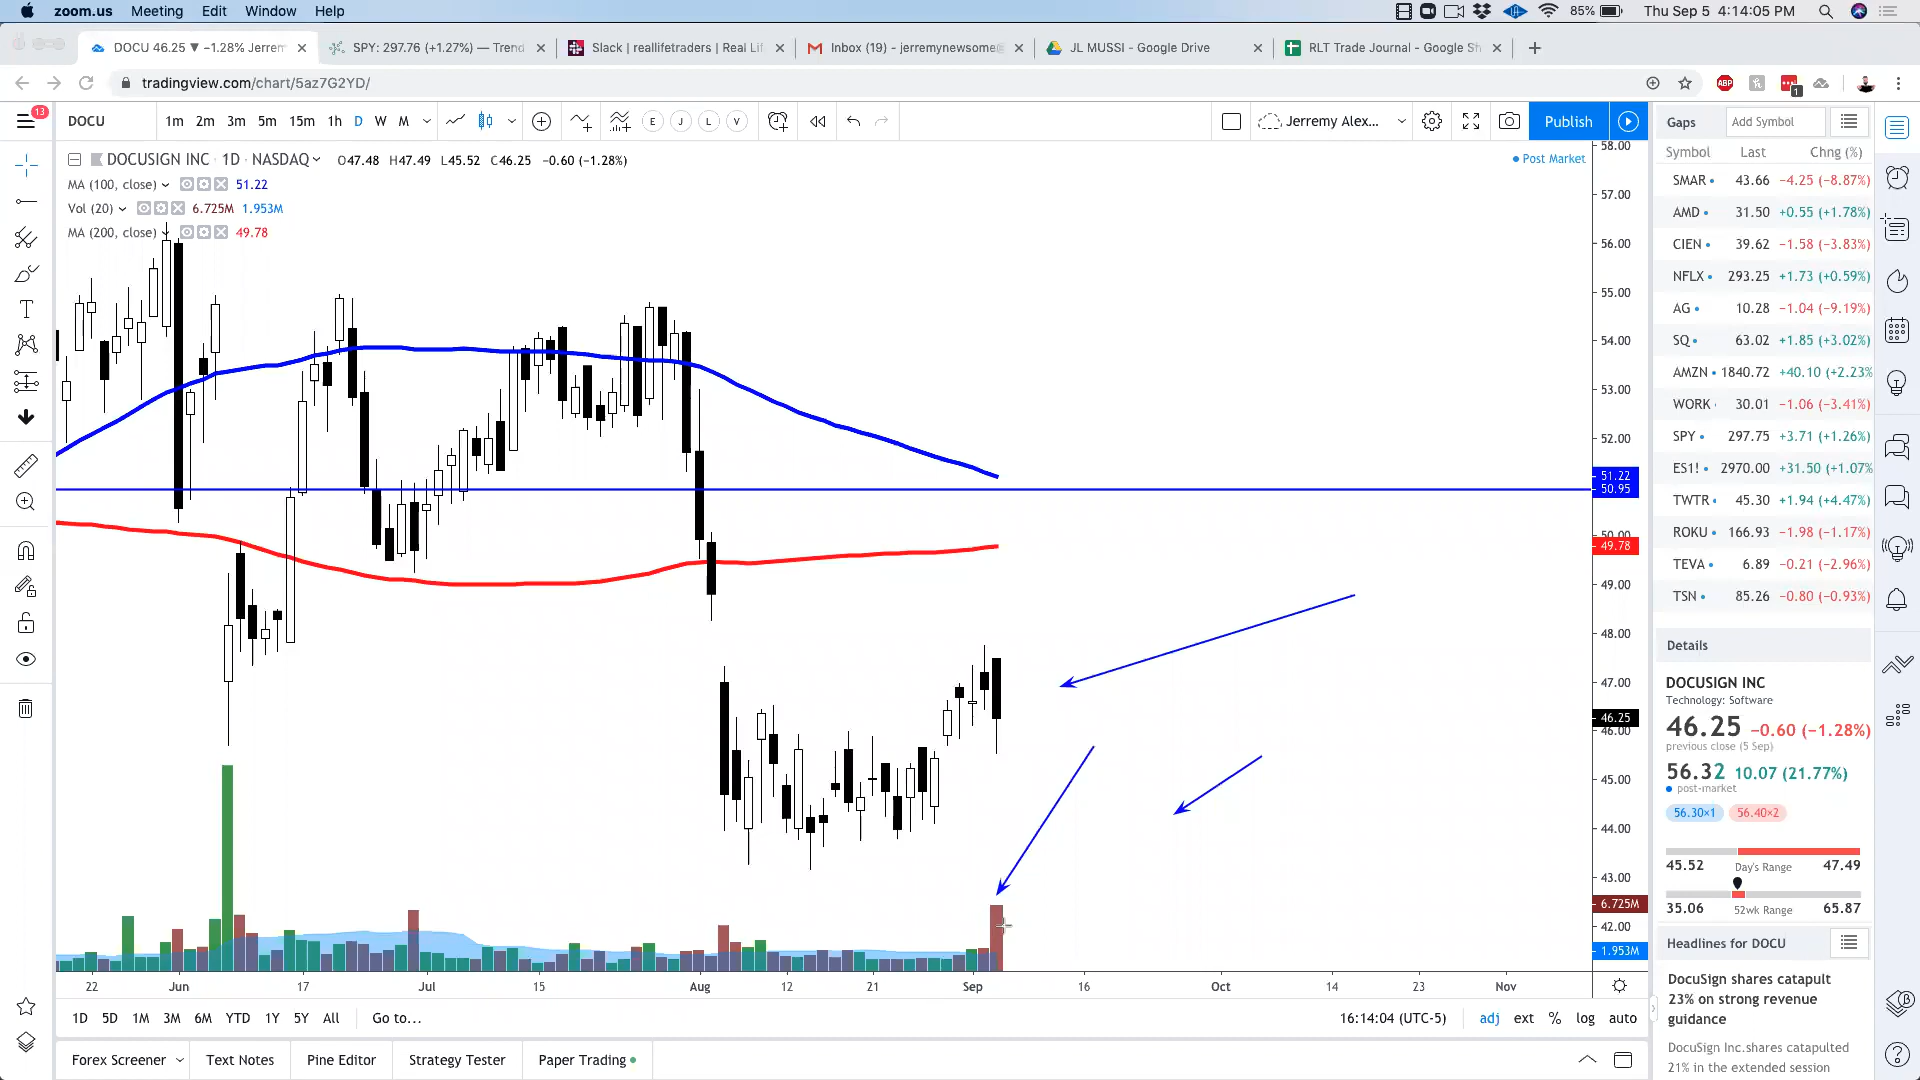 zoom.us Meeting Edit Window Help 85% Thu Sep 5 4:14:05 PM
DOCU 46.25 ▼ −1.28% Jerrem SPY: 297.76 (+1.27%) — Trend Slack | reallifetraders | Real Lif Inbox (19) - jerremynewsome@ JL MUSSI - Google Drive RLT Trade Journal - Google Sh
tradingview.com/chart/5az7G2YD/
ABP 1
13 DOCU 1m 2m 3m 5m 15m 1h D W M E J L V Jerremy Alex... Publish
DOCUSIGN INC · 1D · NASDAQ O47.48 H47.49 L45.52 C46.25 −0.60 (−1.28%)
Post Market
MA (100, close) 51.22
Vol (20) 6.725M 1.953M
MA (200, close) 49.78
58.00
57.00
56.00
55.00
54.00
53.00
52.00
51.22
50.95
50.00
49.78
49.00
48.00
47.00
46.25
46.00
45.00
44.00
43.00
6.725M
42.00
1.953M
22 Jun 17 Jul 15 Aug 12 21 Sep 16 Oct 14 23 Nov
1D 5D 1M 3M 6M YTD 1Y 5Y All Go to... 16:14:04 (UTC-5) adj ext % log auto
Forex Screener Text Notes Pine Editor Strategy Tester Paper Trading
Gaps Add Symbol
Symbol Last Chng (%)
SMAR 43.66 −4.25 (−8.87%)
AMD 31.50 +0.55 (+1.78%)
CIEN 39.62 −1.58 (−3.83%)
NFLX 293.25 +1.73 (+0.59%)
AG 10.28 −1.04 (−9.19%)
SQ 63.02 +1.85 (+3.02%)
AMZN 1840.72 +40.10 (+2.23%
WORK 30.01 −1.06 (−3.41%)
SPY 297.75 +3.71 (+1.26%)
ES1! 2970.00 +31.50 (+1.07%
TWTR 45.30 +1.94 (+4.47%)
ROKU 166.93 −1.98 (−1.17%)
TEVA 6.89 −0.21 (−2.96%)
TSN 85.26 −0.80 (−0.93%)
Details
DOCUSIGN INC
Technology: Software
46.25 −0.60 (−1.28%)
previous close (5 Sep)
56.32 10.07 (21.77%)
post-market
56.30×1 56.40×2
45.52 Day's Range 47.49
35.06 52wk Range 65.87
Headlines for DOCU
DocuSign shares catapult
23% on strong revenue
guidance
DocuSign Inc.shares catapulted
21% in the extended session